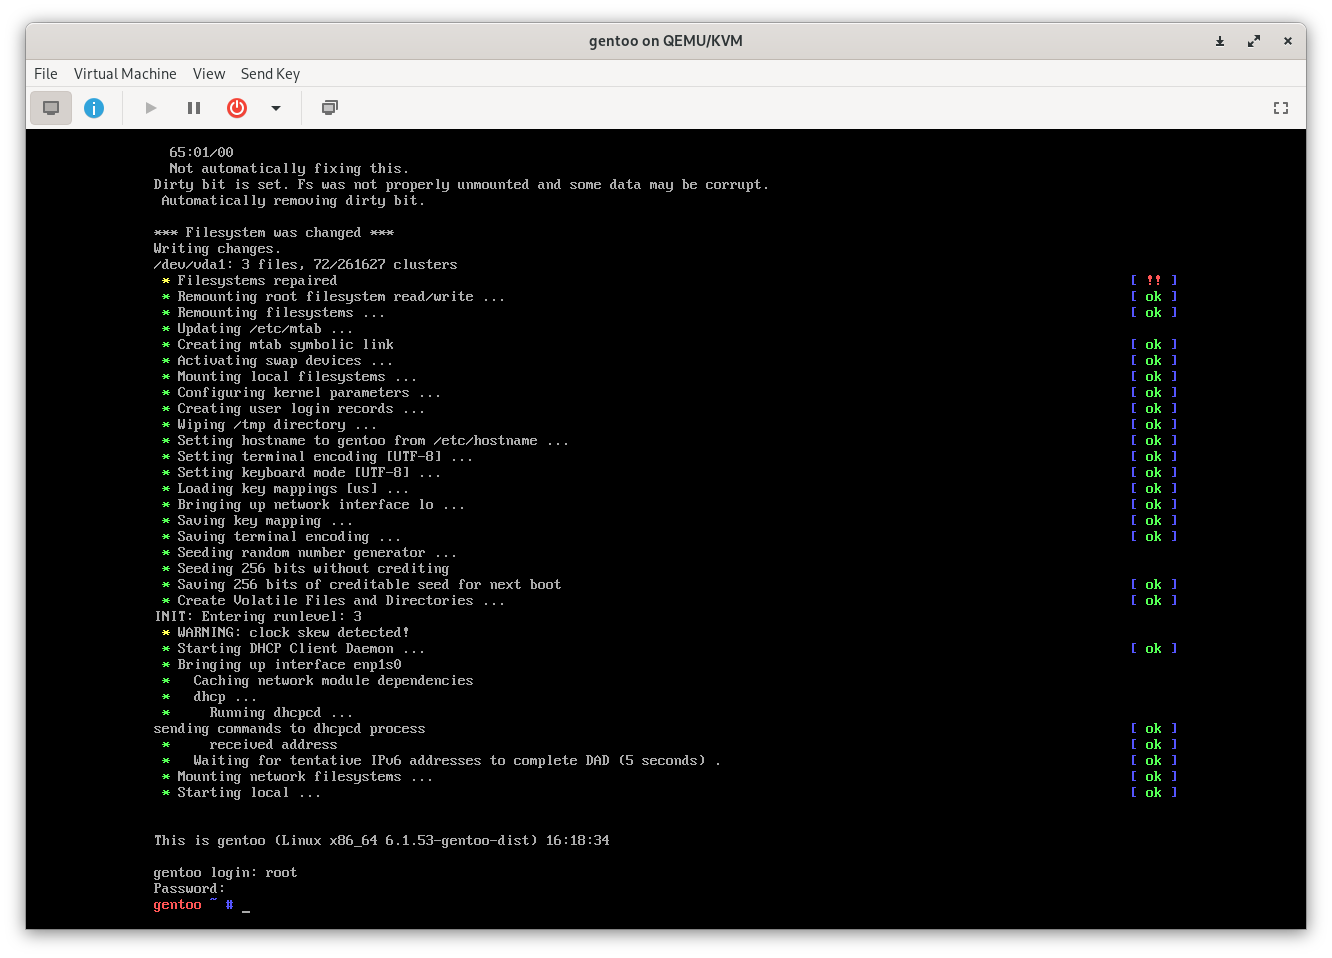 gentoo on QEMU/KVM
File Virtual Machine View Send Key
65:01/00
Not automatically fixing this.
Dirty bit is set. Fs was not properly unmounted and some data may be corrupt.
Automatically removing dirty bit.
*** Filesystem was changed ***
Writing changes.
/dev/vda1: 3 files, 72/261627 clusters
* Filesystems repaired [ !! ]
* Remounting root filesystem read/write ... [ ok ]
* Remounting filesystems ... [ ok ]
* Updating /etc/mtab ...
* Creating mtab symbolic link [ ok ]
* Activating swap devices ... [ ok ]
* Mounting local filesystems ... [ ok ]
* Configuring kernel parameters ... [ ok ]
* Creating user login records ... [ ok ]
* Wiping /tmp directory ... [ ok ]
* Setting hostname to gentoo from /etc/hostname ... [ ok ]
* Setting terminal encoding [UTF-8] ... [ ok ]
* Setting keyboard mode [UTF-8] ... [ ok ]
* Loading key mappings [us] ... [ ok ]
* Bringing up network interface lo ... [ ok ]
* Saving key mapping ... [ ok ]
* Saving terminal encoding ... [ ok ]
* Seeding random number generator ...
* Seeding 256 bits without crediting
* Saving 256 bits of creditable seed for next boot [ ok ]
* Create Volatile Files and Directories ... [ ok ]
INIT: Entering runlevel: 3
* WARNING: clock skew detected!
* Starting DHCP Client Daemon ... [ ok ]
* Bringing up interface enp1s0
* Caching network module dependencies
* dhcp ...
* Running dhcpcd ...
sending commands to dhcpcd process [ ok ]
* received address [ ok ]
* Waiting for tentative IPv6 addresses to complete DAD (5 seconds) . [ ok ]
* Mounting network filesystems ... [ ok ]
* Starting local ... [ ok ]
This is gentoo (Linux x86_64 6.1.53-gentoo-dist) 16:18:34
gentoo login: root
Password:
gentoo ~ # _